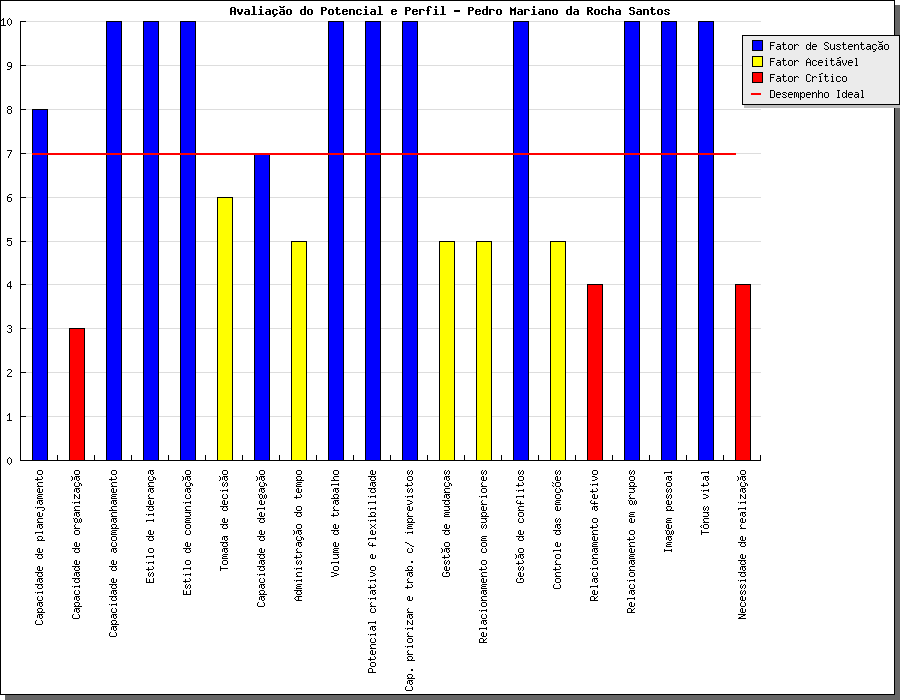 Avaliação do Potencial e Perfil - Pedro Mariano da Rocha Santos
Fator de Sustentação
Fator Aceitável
Fator Crítico
Desempenho Ideal
10
9
8
7
6
5
4
3
2
1
0
Capacidade de planejamento
Capacidade de organização
Capacidade de acompanhamento
Estilo de liderança
Estilo de comunicação
Tomada de decisão
Capacidade de delegação
Administração do tempo
Volume de trabalho
Potencial criativo e flexibilidade
Cap. priorizar e trab. c/ imprevistos
Gestão de mudanças
Relacionamento com superiores
Gestão de conflitos
Controle das emoções
Relacionamento afetivo
Relacionamento em grupos
Imagem pessoal
Tônus vital
Necessidade de realização